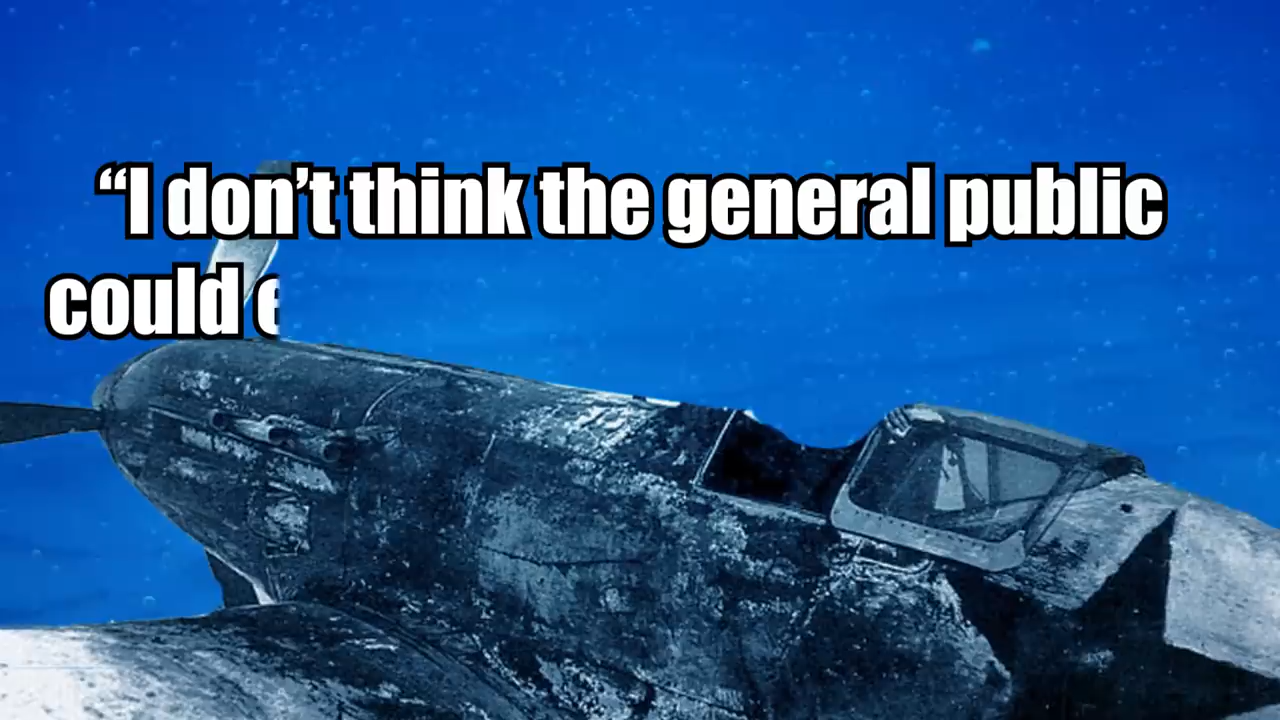 “I don’t think the general public
could